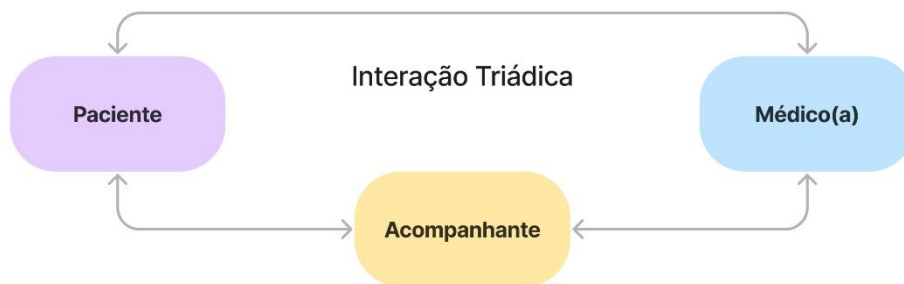 Interação Triádica
Paciente
Médico(a)
Acompanhante